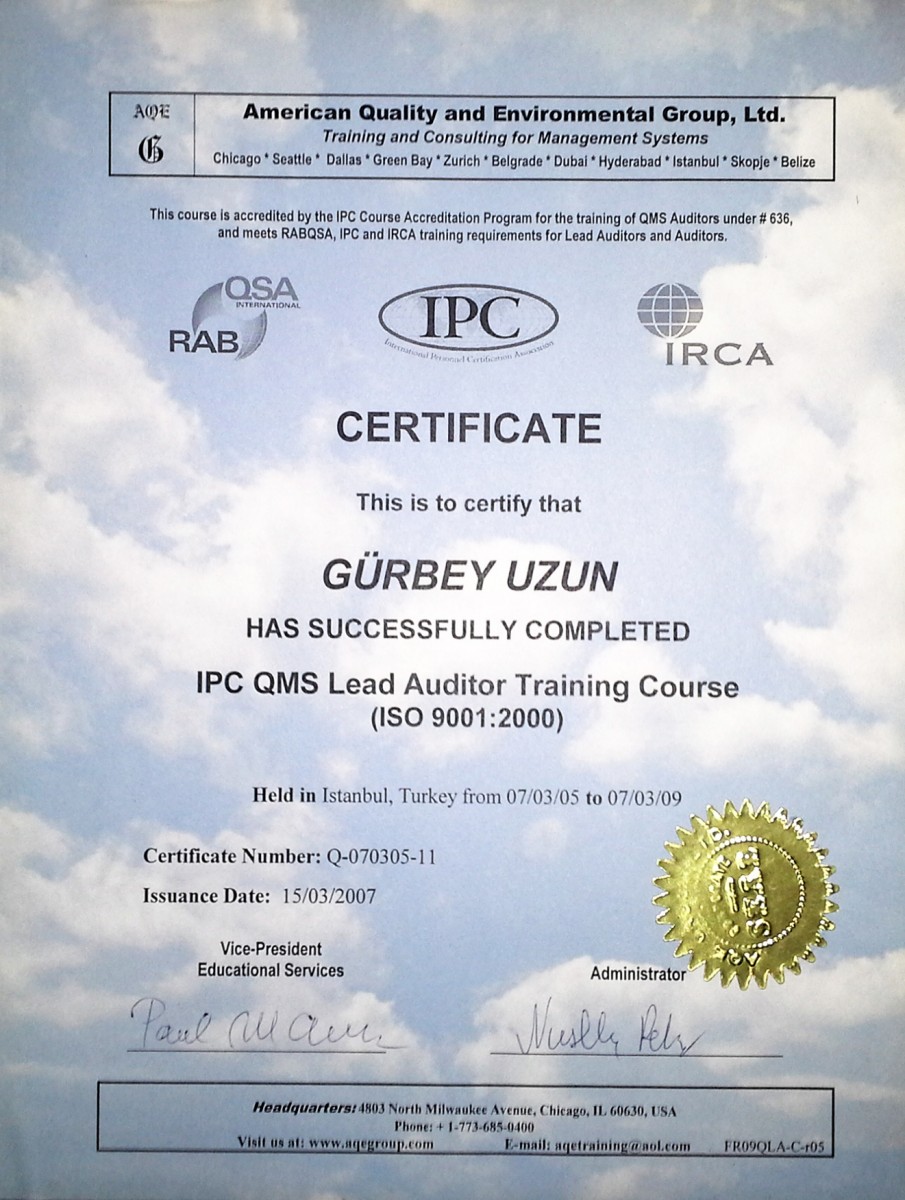 AQE
G
American Quality and Environmental Group, Ltd.
Training and Consulting for Management Systems
Chicago * Seattle * Dallas * Green Bay * Zurich * Belgrade * Dubai * Hyderabad * Istanbul * Skopje * Belize
This course is accredited by the IPC Course Accreditation Program for the training of QMS Auditors under # 636,
and meets RABQSA, IPC and IRCA training requirements for Lead Auditors and Auditors.
QSA
INTERNATIONAL
RAB
IPC
International Personnel Certification Association
IRCA
CERTIFICATE
This is to certify that
GÜRBEY UZUN
HAS SUCCESSFULLY COMPLETED
IPC QMS Lead Auditor Training Course
(ISO 9001:2000)
Held in Istanbul, Turkey from 07/03/05 to 07/03/09
Certificate Number: Q-070305-11
Issuance Date: 15/03/2007
SEAL
Vice-President
Educational Services
Administrator
Paul
Headquarters: 4803 North Milwaukee Avenue, Chicago, IL 60630, USA
Phone: + 1-773-685-0400
Visit us at: www.aqegroup.com E-mail: aqetraining@aol.com FR09QLA-C-r05